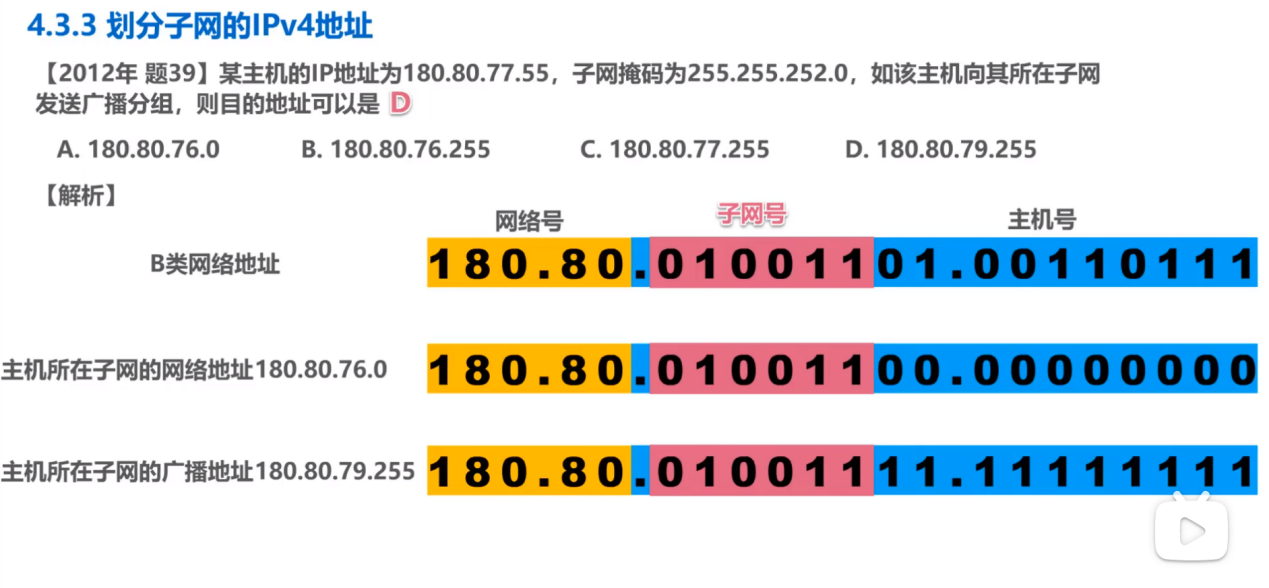 4.3.3 划分子网的IPv4地址
【2012年 题39】某主机的IP地址为180.80.77.55，子网掩码为255.255.252.0，如该主机向其所在子网
发送广播分组，则目的地址可以是 D
A. 180.80.76.0 B. 180.80.76.255 C. 180.80.77.255 D. 180.80.79.255
【解析】
网络号 子网号 主机号
B类网络地址 180.80.01001101.00110111
主机所在子网的网络地址180.80.76.0 180.80.01001100.00000000
主机所在子网的广播地址180.80.79.255 180.80.01001111.11111111